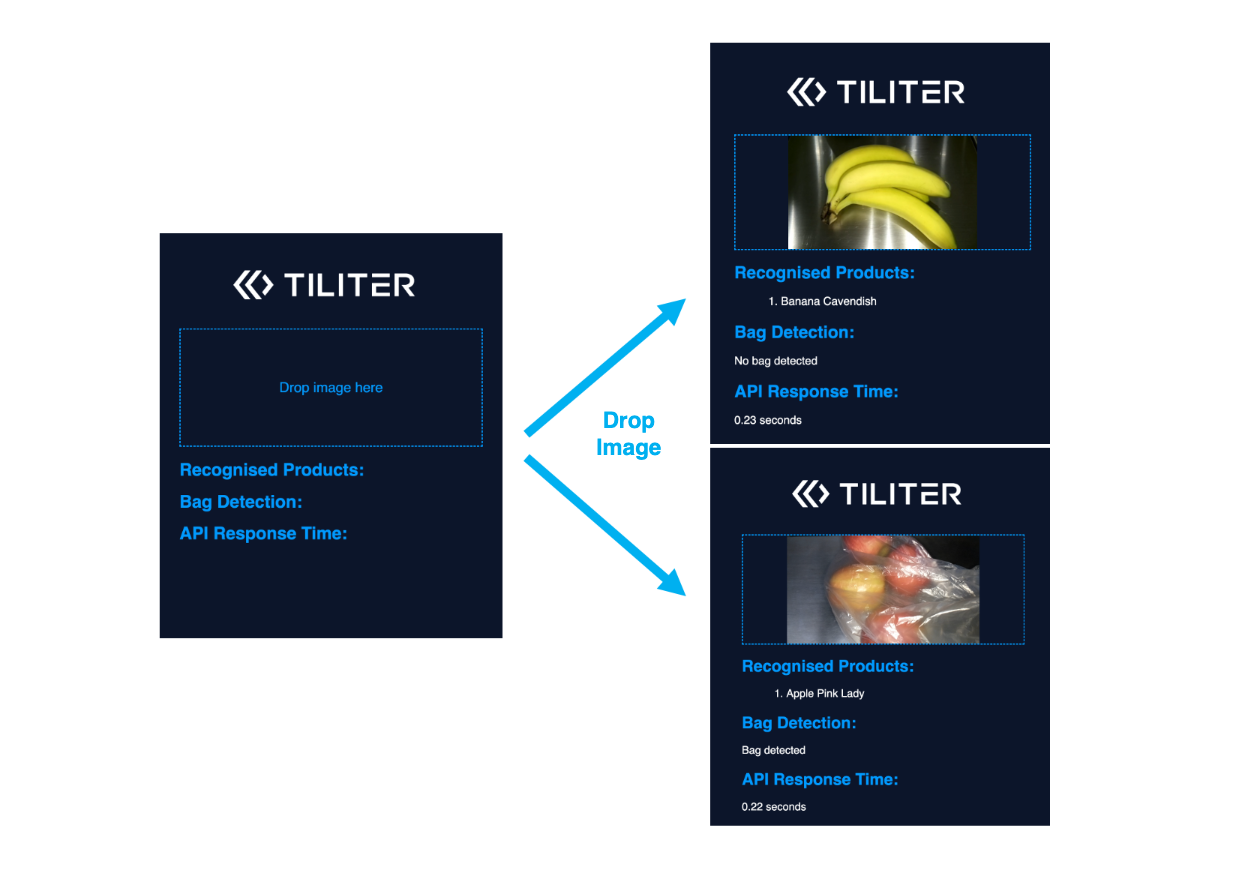 TILITER
Drop image here
Recognised Products:
Bag Detection:
API Response Time:
Drop
Image
TILITER
Recognised Products:
1. Banana Cavendish
Bag Detection:
No bag detected
API Response Time:
0.23 seconds
TILITER
Recognised Products:
1. Apple Pink Lady
Bag Detection:
Bag detected
API Response Time:
0.22 seconds